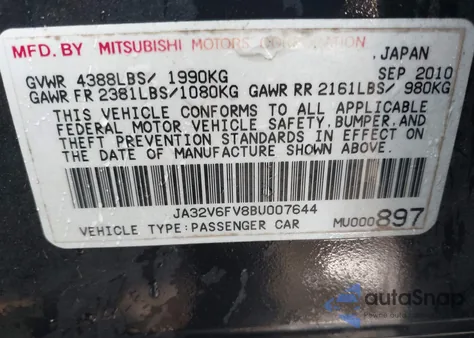 MFD. BY MITSUBISHI MOTORS CORPORATION, JAPAN
GVWR 4388LBS/ 1990KG SEP 2010
GAWR FR 2381LBS/1080KG GAWR RR 2161LBS/ 980KG
THIS VEHICLE CONFORMS TO ALL APPLICABLE
FEDERAL MOTOR VEHICLE SAFETY, BUMPER, AND
THEFT PREVENTION STANDARDS IN EFFECT ON
THE DATE OF MANUFACTURE SHOWN ABOVE.
JA32V6FV8BU007644
VEHICLE TYPE:PASSENGER CAR MU000897
autoSnap